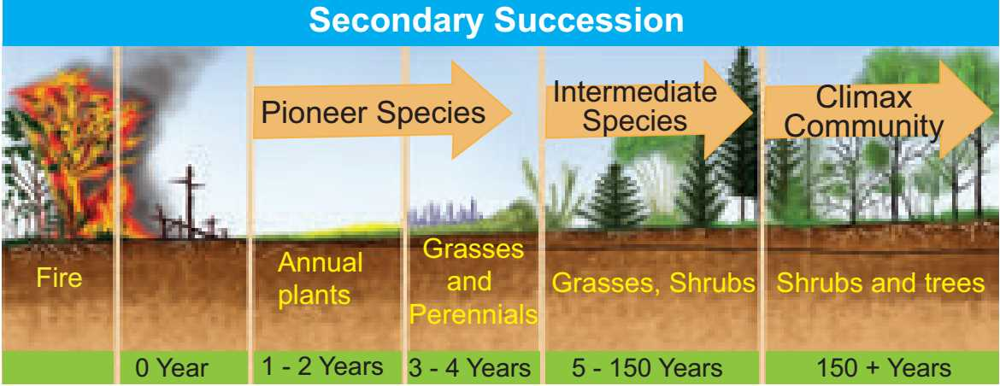 Secondary Succession
Pioneer Species
Intermediate
Species
Climax
Community
Fire
Annual
plants
Grasses
and
Perennials
Grasses, Shrubs
Shrubs and trees
0 Year
1 - 2 Years
3 - 4 Years
5 - 150 Years
150 + Years